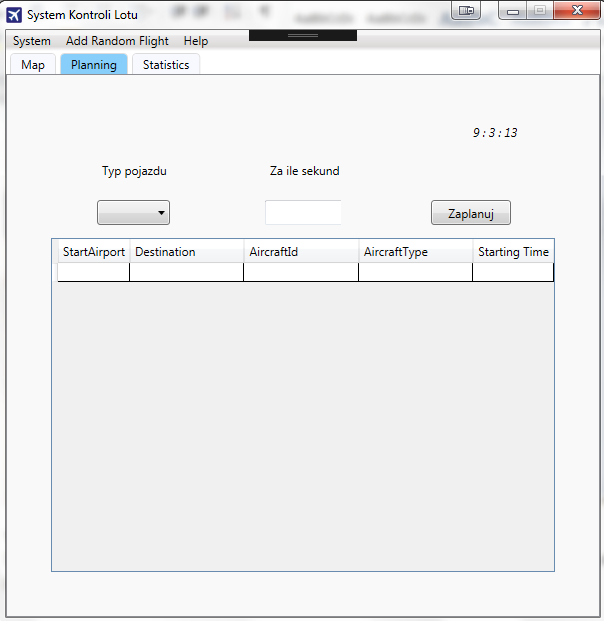 System Kontroli Lotu
System Add Random Flight Help
Map Planning Statistics
9 : 3 : 13
Typ pojazdu Za ile sekund
Zaplanuj
StartAirport Destination AircraftId AircraftType Starting Time